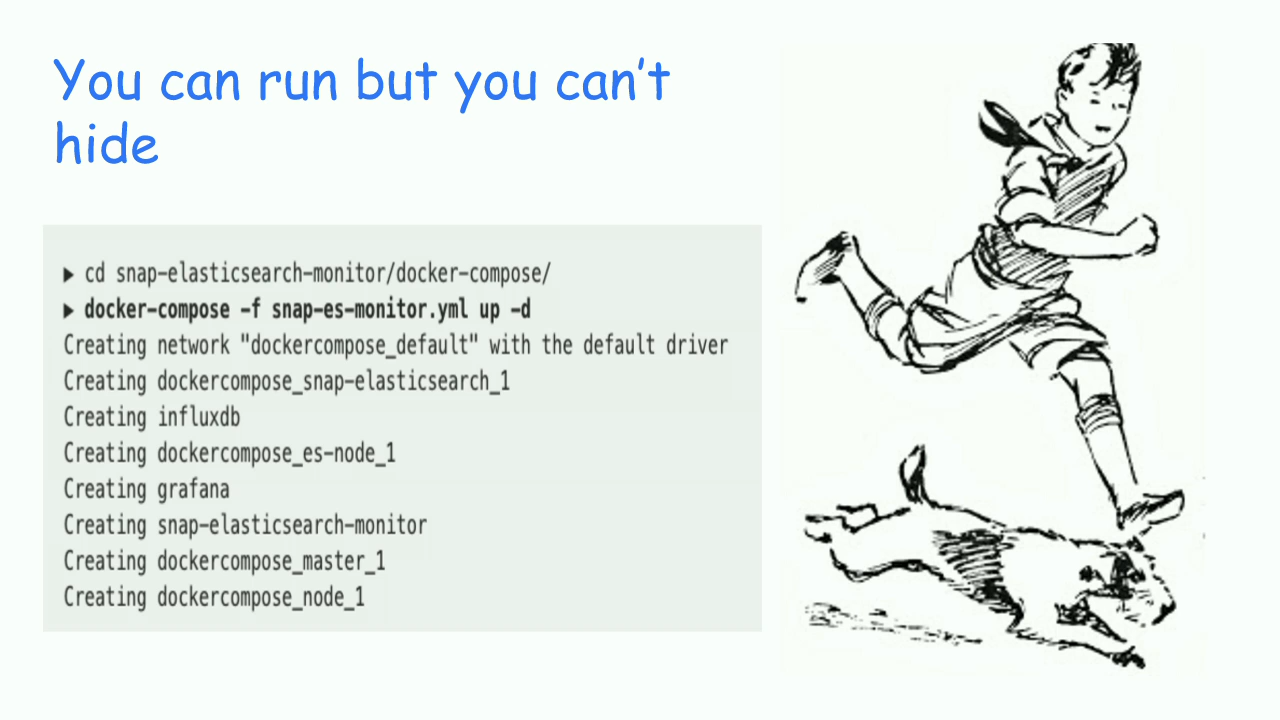 You can run but you can’t
hide
▶ cd snap-elasticsearch-monitor/docker-compose/
▶ docker-compose -f snap-es-monitor.yml up -d
Creating network "dockercompose_default" with the default driver
Creating dockercompose_snap-elasticsearch_1
Creating influxdb
Creating dockercompose_es-node_1
Creating grafana
Creating snap-elasticsearch-monitor
Creating dockercompose_master_1
Creating dockercompose_node_1